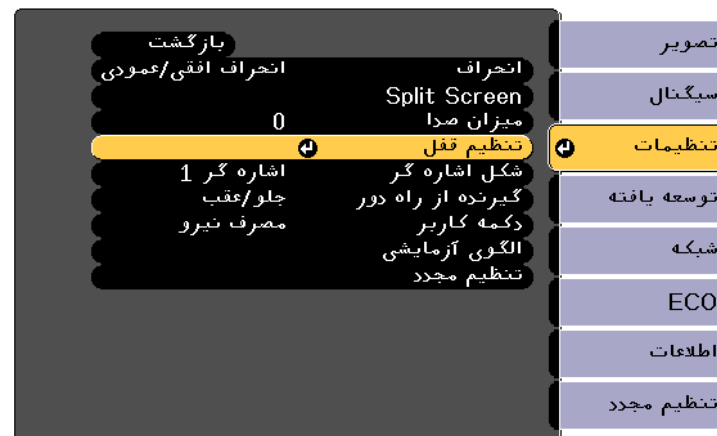 تصویر
سیگنال
تنظیمات
توسعه یافته
شبکه
ECO
اطلاعات
تنظیم مجدد
بازگشت
انحراف انحراف افقی/عمودی
Split Screen
میزان صدا 0
تنظیم قفل
شکل اشاره گر اشاره گر 1
گیرنده از راه دور جلو/عقب
دکمه کاربر مصرف نیرو
الگوی آزمایشی
تنظیم مجدد